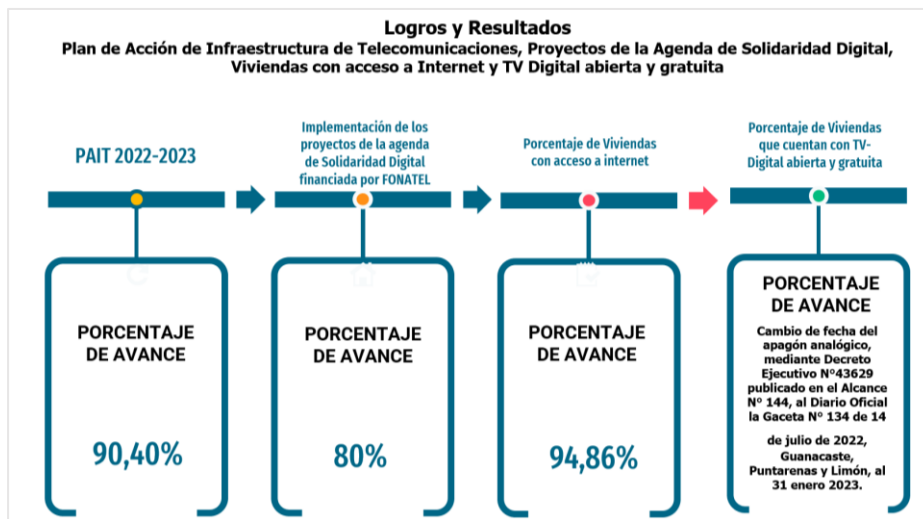 Logros y Resultados
Plan de Acción de Infraestructura de Telecomunicaciones, Proyectos de la Agenda de Solidaridad Digital,
Viviendas con acceso a Internet y TV Digital abierta y gratuita
PAIT 2022-2023
Implementación de los
proyectos de la agenda
de Solidaridad Digital
financiada por FONATEL
Porcentaje de Viviendas
con acceso a internet
Porcentaje de Viviendas
que cuentan con TV-
Digital abierta y gratuita
PORCENTAJE
DE AVANCE
90,40%
PORCENTAJE
DE AVANCE
80%
PORCENTAJE
DE AVANCE
94,86%
PORCENTAJE
DE AVANCE
Cambio de fecha del
apagón analógico,
mediante Decreto
Ejecutivo N°43629
publicado en el Alcance
N° 144, al Diario Oficial
la Gaceta N° 134 de 14
de julio de 2022,
Guanacaste,
Puntarenas y Limón, al
31 enero 2023.